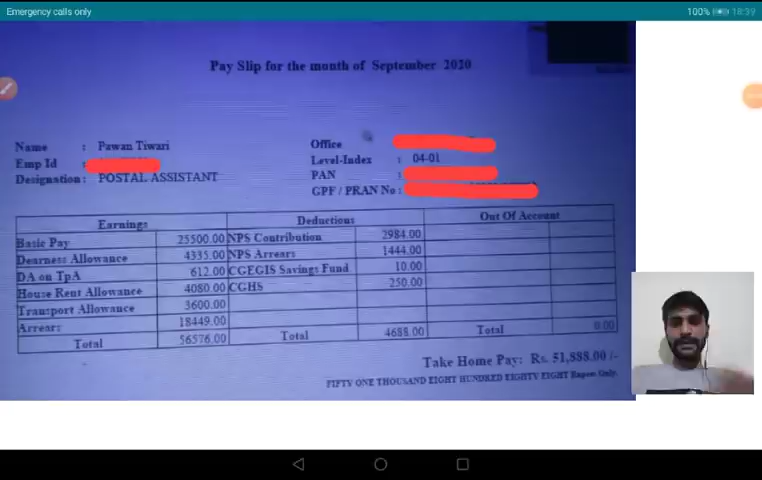 Emergency calls only
100% 18:59
Pay Slip for the month of September 2020
Name : Pawan Tiwari
Emp Id :
Designation : POSTAL ASSISTANT
Office
Level-Index : 04-01
PAN :
GPF / PRAN No :
Earnings Deductions Out Of Account
Basic Pay 25500.00 NPS Contribution 2984.00
Dearness Allowance 4335.00 NPS Arrears 1444.00
DA on TpA 612.00 CGEGIS Savings Fund 10.00
House Rent Allowance 4080.00 CGHS 250.00
Transport Allowance 3600.00
Arrears 18449.00
Total 56576.00 Total 4688.00 Total 0.00
Take Home Pay: Rs. 51,888.00 /-
FIFTY ONE THOUSAND EIGHT HUNDRED EIGHTY EIGHT Rupees Only.